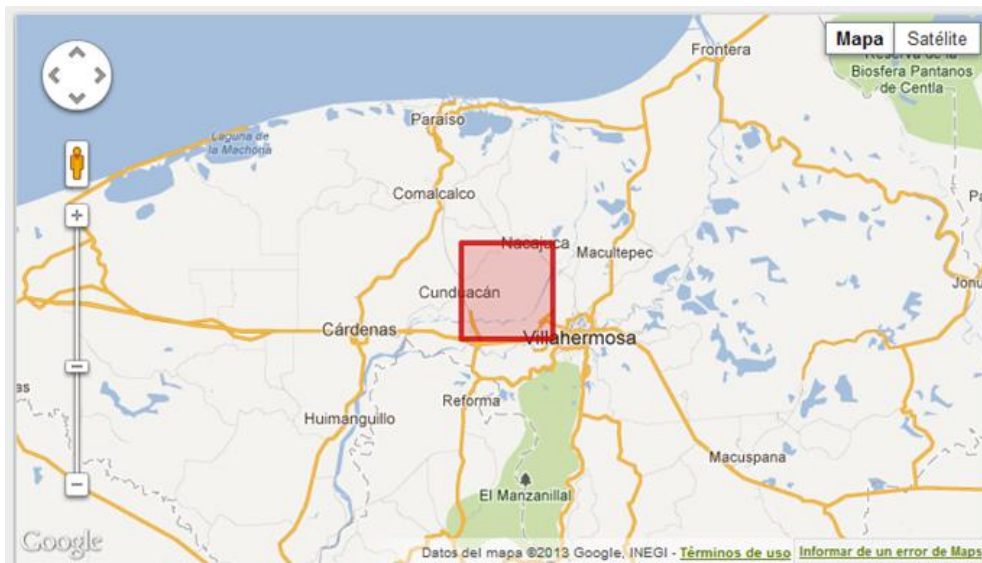 Frontera
Mapa
Satélite
Reserva de la
Biosfera Pantanos
de Centla
Paraíso
Laguna de
la Machona
Comalcalco
Nacajuca
Macultepec
Cunduacán
Cárdenas
Villahermosa
Reforma
Huimanguillo
Macuspana
El Manzanillal
Google
Datos del mapa ©2013 Google, INEGI - Términos de uso
Informar de un error de Maps